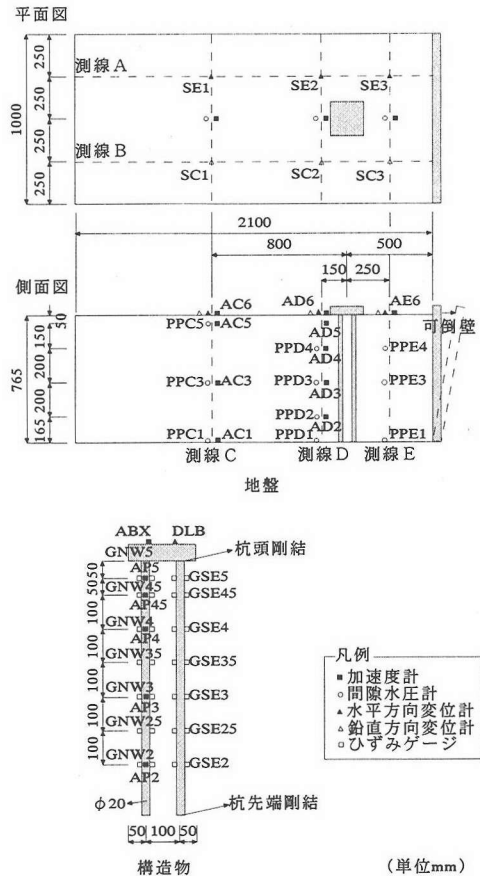 平面図
250
250
250
250
1000
測線A
測線B
SE1
SE2
SE3
SC1
SC2
SC3
2100
800
500
150
250
側面図
50
150
200
200
165
765
AC6
AD6
AE6
可倒壁
PPC5
AC5
AD5
PPD4
AD4
PPE4
PPC3
AC3
PPD3
AD3
PPE3
PPD2
AD2
PPC1
AC1
PPD1
PPE1
測線C
測線D
測線E
地盤
ABX
DLB
GNW5
杭頭剛結
AP5
GSE5
GNW45
GSE45
AP45
GNW4
GSE4
AP4
GNW35
GSE35
GNW3
GSE3
AP3
GNW25
GSE25
GNW2
GSE2
AP2
50
50
100
100
100
100
100
φ20
杭先端剛結
50
100
50
構造物
凡例
■加速度計
○間隙水圧計
▲水平方向変位計
△鉛直方向変位計
□ひずみゲージ
(単位mm)